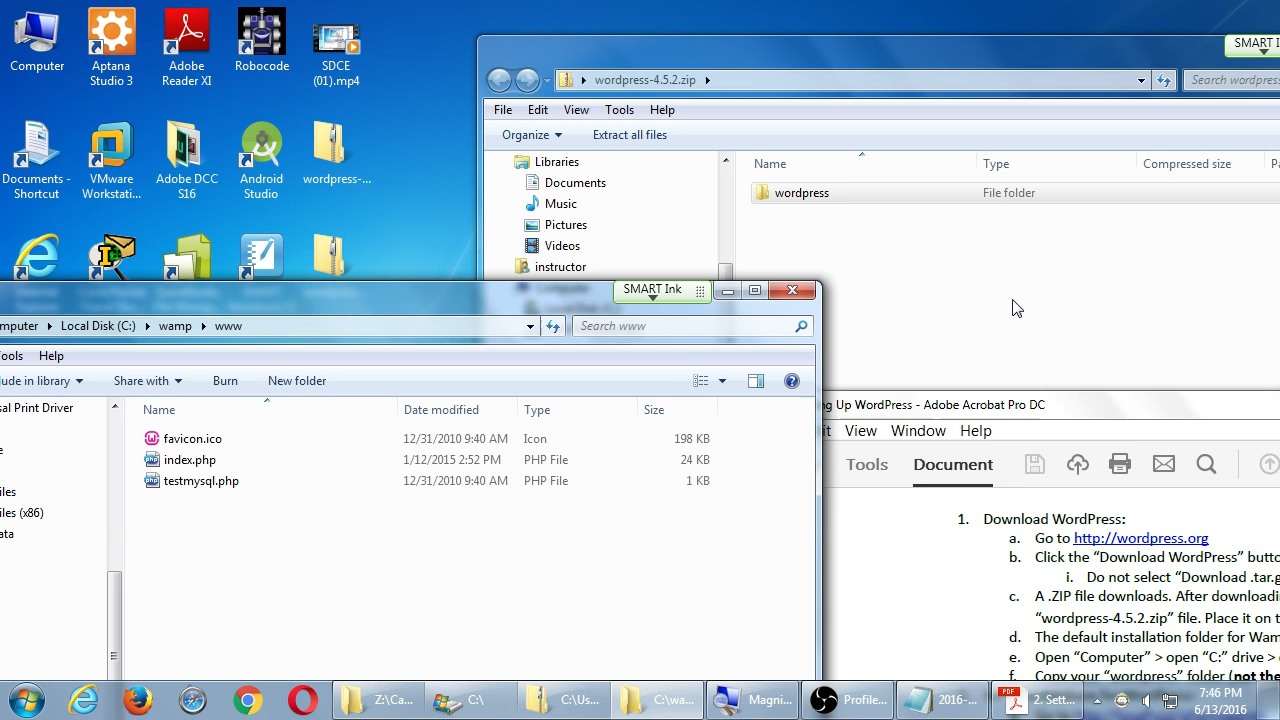 Computer
Aptana
Studio 3
Adobe
Reader XI
Robocode
SDCE
(01).mp4
Documents -
Shortcut
VMware
Workstati...
Adobe DCC
S16
Android
Studio
wordpress-...
SMART In
wordpress-4.5.2.zip
Search wordpress
File Edit View Tools Help
Organize Extract all files
Libraries
Documents
Music
Pictures
Videos
instructor
Name Type Compressed size Pa
wordpress File folder
SMART Ink
mputer Local Disk (C:) wamp www
Search www
Tools Help
ude in library Share with Burn New folder
sal Print Driver
e
iles
iles (x86)
ata
Name Date modified Type Size
favicon.ico 12/31/2010 9:40 AM Icon 198 KB
index.php 1/12/2015 2:52 PM PHP File 24 KB
testmysql.php 12/31/2010 9:40 AM PHP File 1 KB
ng Up WordPress - Adobe Acrobat Pro DC
it View Window Help
Tools Document
1. Download WordPress:
a. Go to http://wordpress.org
b. Click the “Download WordPress” butto
i. Do not select “Download .tar.g
c. A .ZIP file downloads. After downloadin
“wordpress-4.5.2.zip” file. Place it on t
d. The default installation folder for Wam
e. Open “Computer” > open “C:” drive >
f. Copy your “wordpress” folder (not the
Z:\Ca... C:\ C:\Us... C:\wa... Magni... Profile... 2016-... 2. Sett...
7:46 PM
6/13/2016